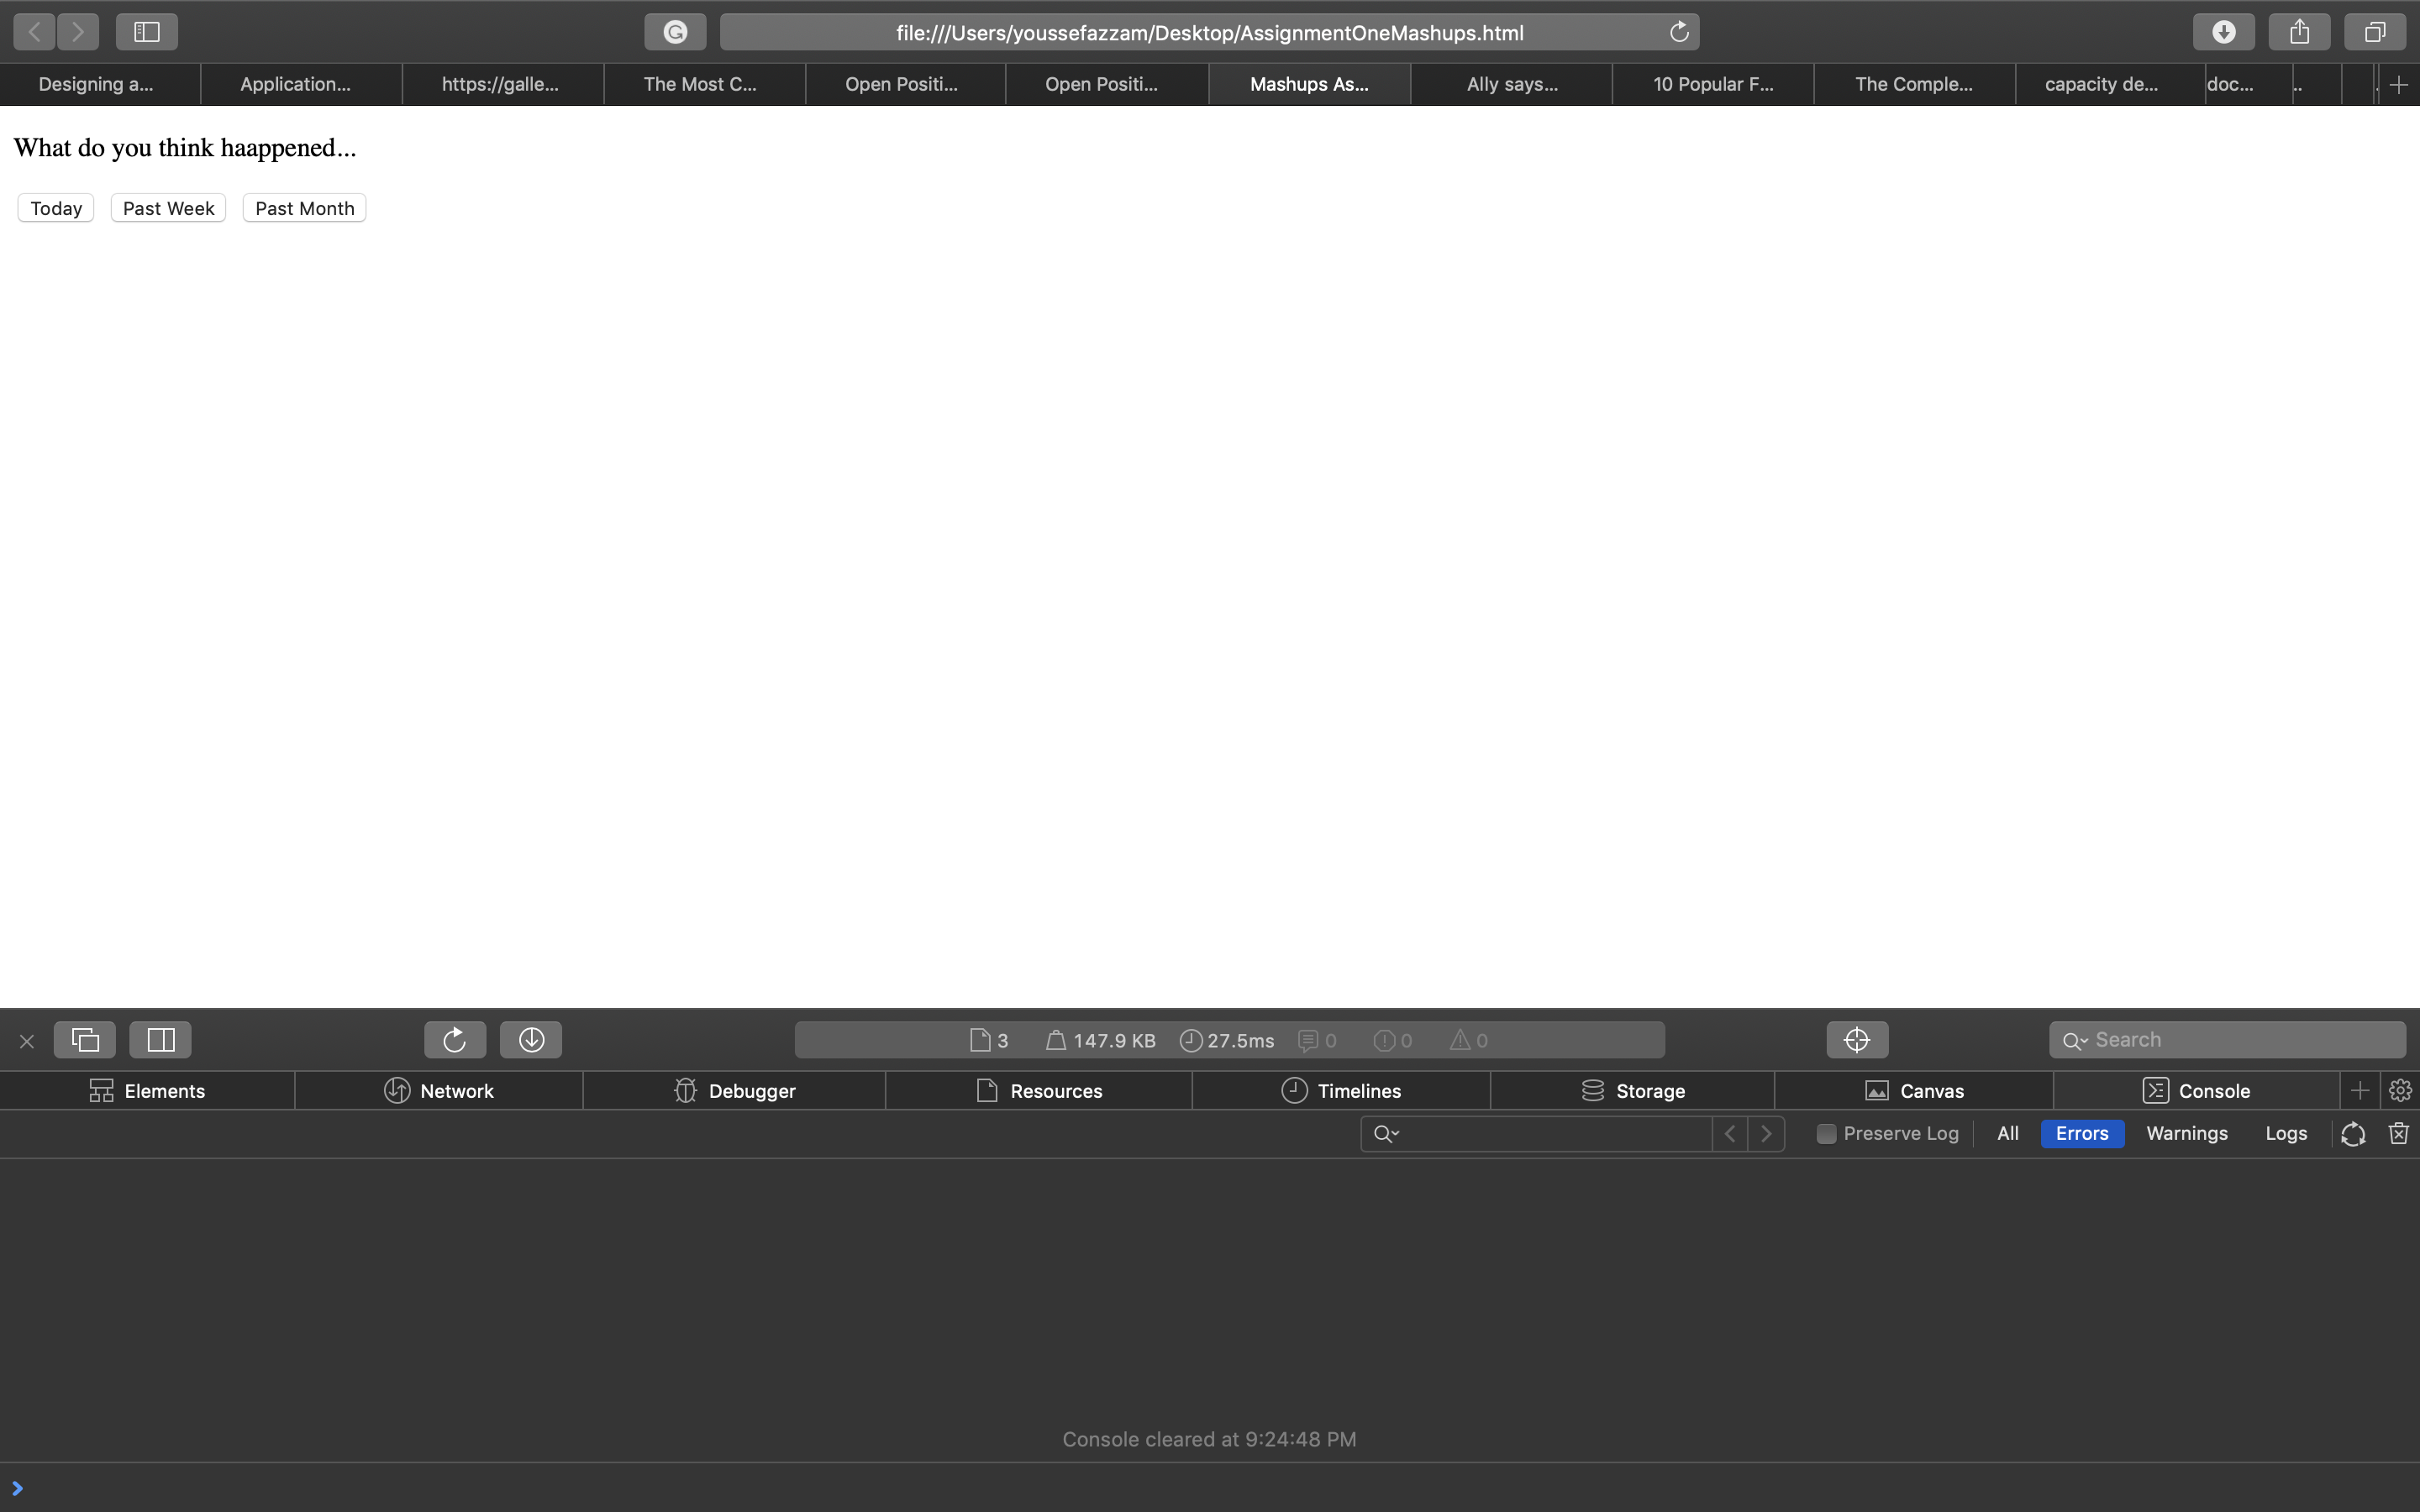 file:///Users/youssefazzam/Desktop/AssignmentOneMashups.html
Designing a... Application... https://galle... The Most C... Open Positi... Open Positi... Mashups As... Ally says... 10 Popular F... The Comple... capacity de... doc... ..
What do you think haappened...
Today Past Week Past Month
3 147.9 KB 27.5ms 0 0 0 Search
Elements Network Debugger Resources Timelines Storage Canvas Console
Preserve Log All Errors Warnings Logs
Console cleared at 9:24:48 PM